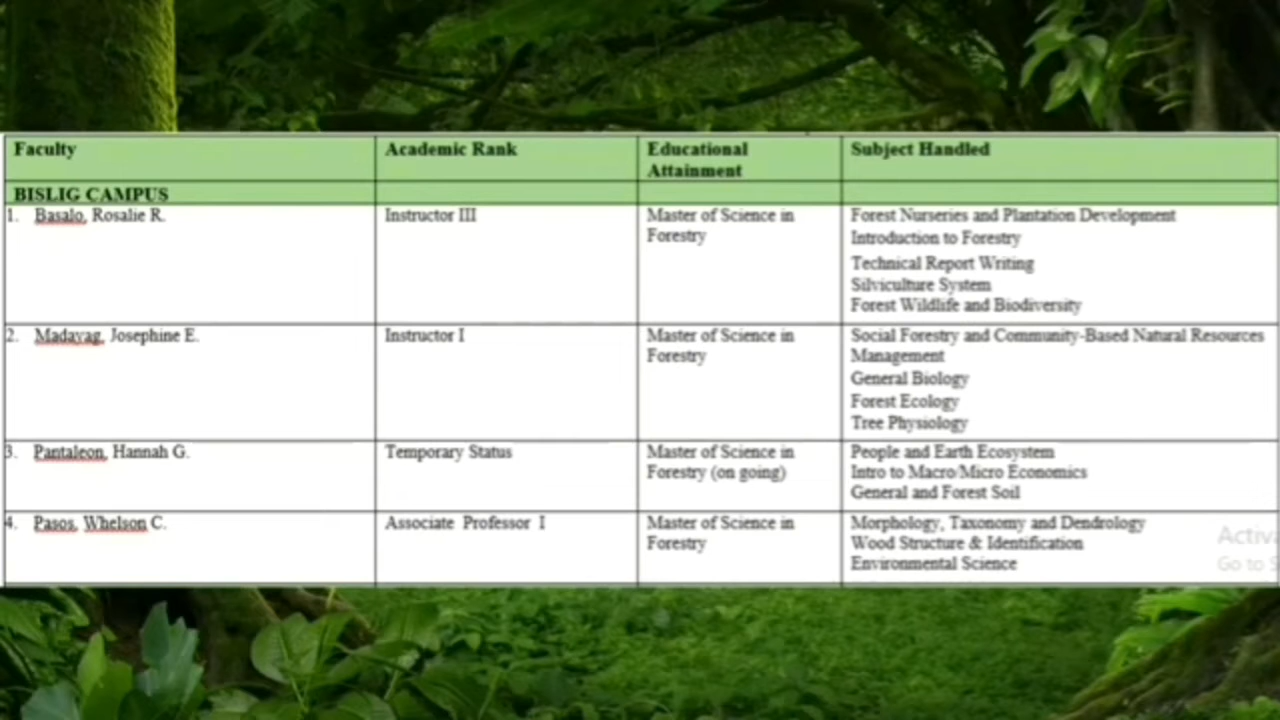 Faculty Academic Rank Educational Subject Handled
Attainment
BISLIG CAMPUS
1. Basalo, Rosalie R. Instructor III Master of Science in Forest Nurseries and Plantation Development
Forestry Introduction to Forestry
Technical Report Writing
Silviculture System
Forest Wildlife and Biodiversity
2. Madayag, Josephine E. Instructor I Master of Science in Social Forestry and Community-Based Natural Resources
Forestry Management
General Biology
Forest Ecology
Tree Physiology
3. Pantaleon, Hannah G. Temporary Status Master of Science in People and Earth Ecosystem
Forestry (on going) Intro to Macro/Micro Economics
General and Forest Soil
4. Pasos, Whelson C. Associate Professor I Master of Science in Morphology, Taxonomy and Dendrology
Forestry Wood Structure & Identification
Environmental Science
Activ
Go to S